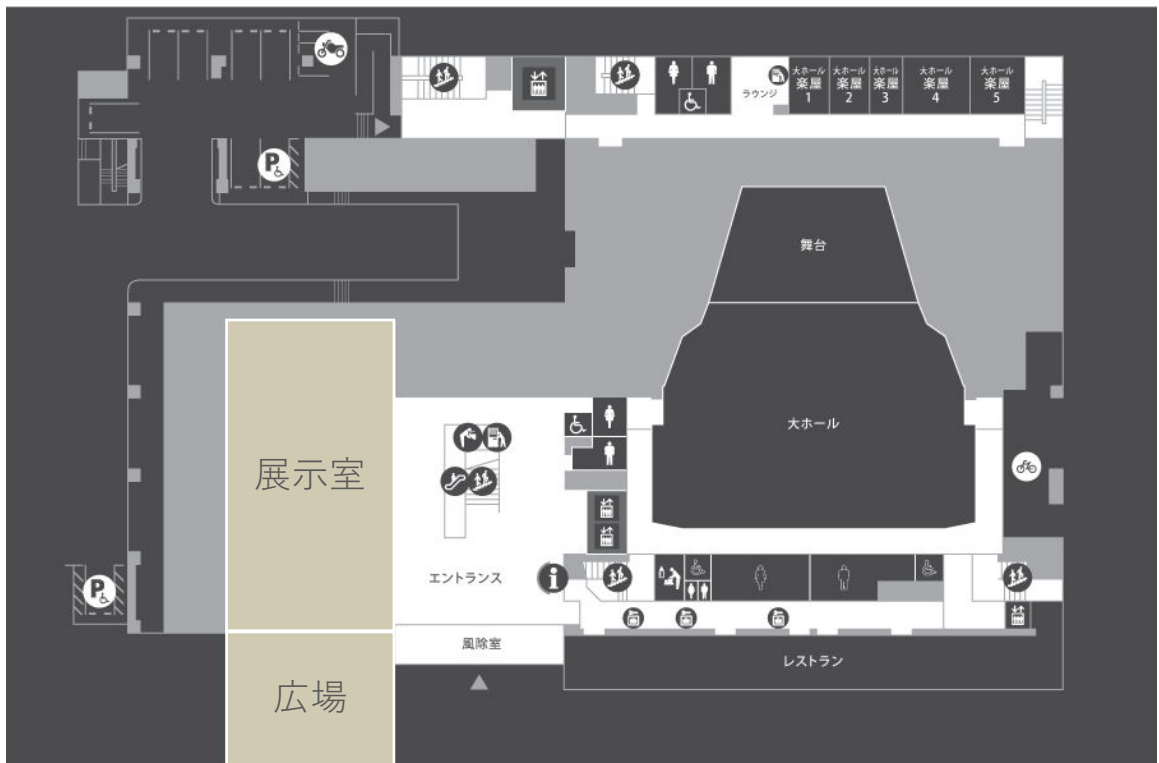 大ホール
楽屋
1
大ホール
楽屋
2
大ホール
楽屋
3
大ホール
楽屋
4
大ホール
楽屋
5
ラウンジ
P
舞台
大ホール
展示室
エントランス
i
P
風除室
レストラン
広場